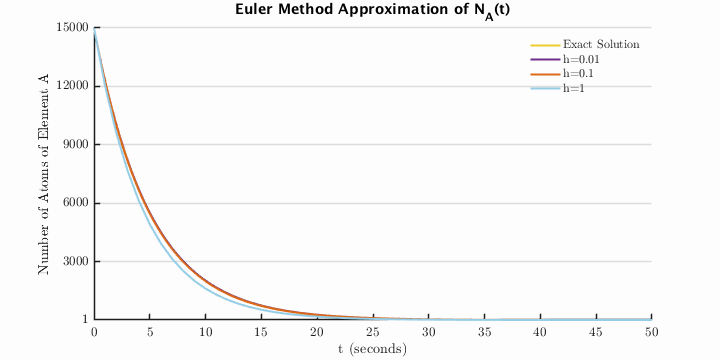 Euler Method Approximation of N_A(t)
15000
12000
9000
6000
3000
1
Number of Atoms of Element A
Exact Solution
h=0.01
h=0.1
h=1
0 5 10 15 20 25 30 35 40 45 50
t (seconds)